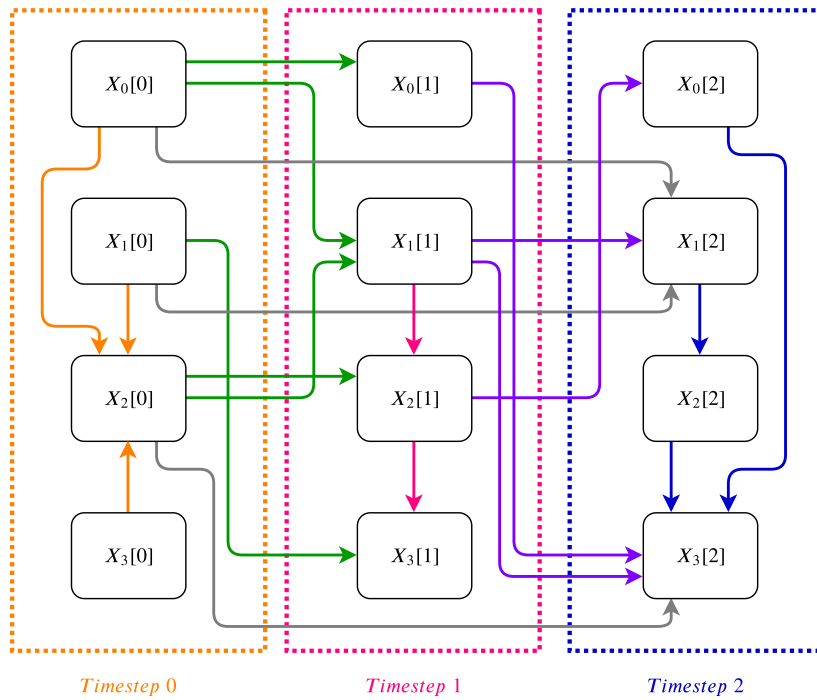 X₀[0] X₀[1] X₀[2]
X₁[0] X₁[1] X₁[2]
X₂[0] X₂[1] X₂[2]
X₃[0] X₃[1] X₃[2]
Timestep 0 Timestep 1 Timestep 2